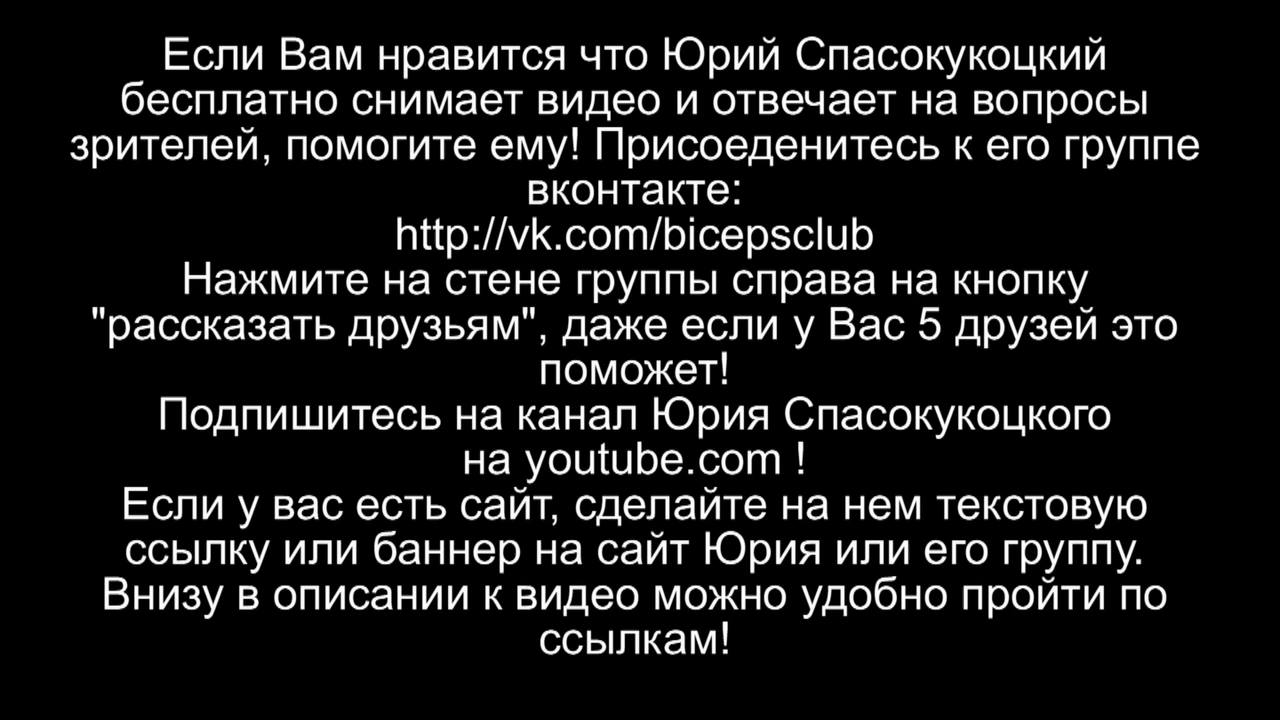 Если Вам нравится что Юрий Спасокукоцкий
бесплатно снимает видео и отвечает на вопросы
зрителей, помогите ему! Присоеденитесь к его группе
вконтакте:
http://vk.com/bicepsclub
Нажмите на стене группы справа на кнопку
"рассказать друзьям", даже если у Вас 5 друзей это
поможет!
Подпишитесь на канал Юрия Спасокукоцкого
на youtube.com !
Если у вас есть сайт, сделайте на нем текстовую
ссылку или баннер на сайт Юрия или его группу.
Внизу в описании к видео можно удобно пройти по
ссылкам!